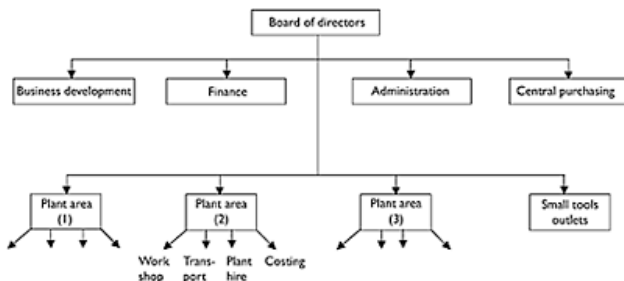 Board of directors
Business development
Finance
Administration
Central purchasing
Plant area
(1)
Plant area
(2)
Plant area
(3)
Small tools
outlets
Work
shop
Trans-
port
Plant
hire
Costing